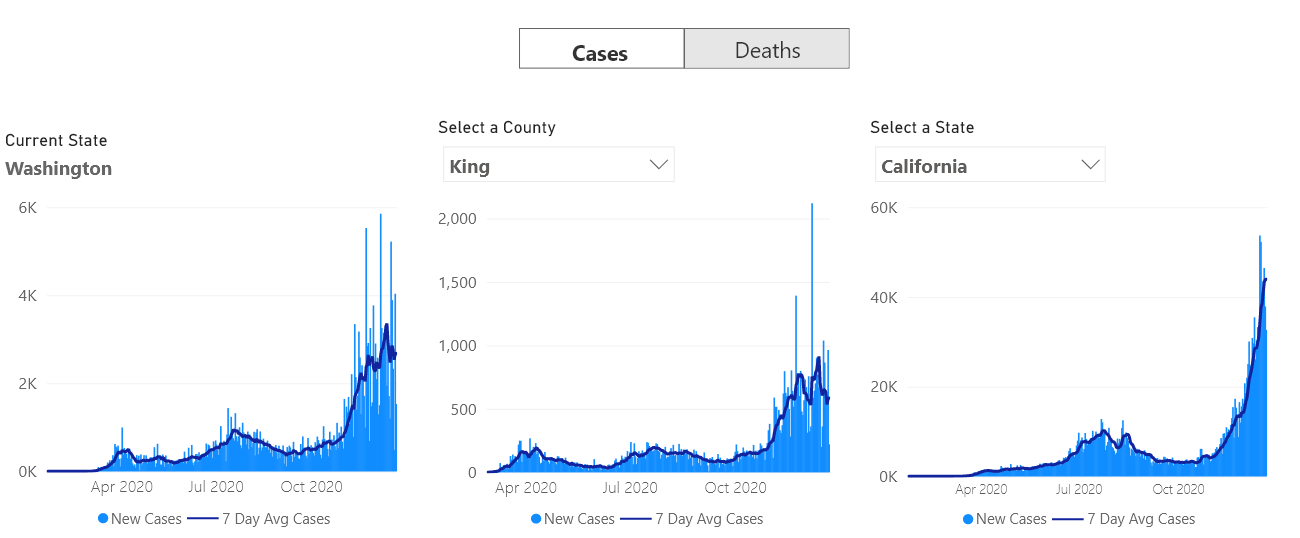 Cases Deaths
Current State
Washington
6K
4K
2K
0K
Apr 2020 Jul 2020 Oct 2020
New Cases 7 Day Avg Cases
Select a County
King
2,000
1,500
1,000
500
0
Apr 2020 Jul 2020 Oct 2020
New Cases 7 Day Avg Cases
Select a State
California
60K
40K
20K
0K
Apr 2020 Jul 2020 Oct 2020
New Cases 7 Day Avg Cases